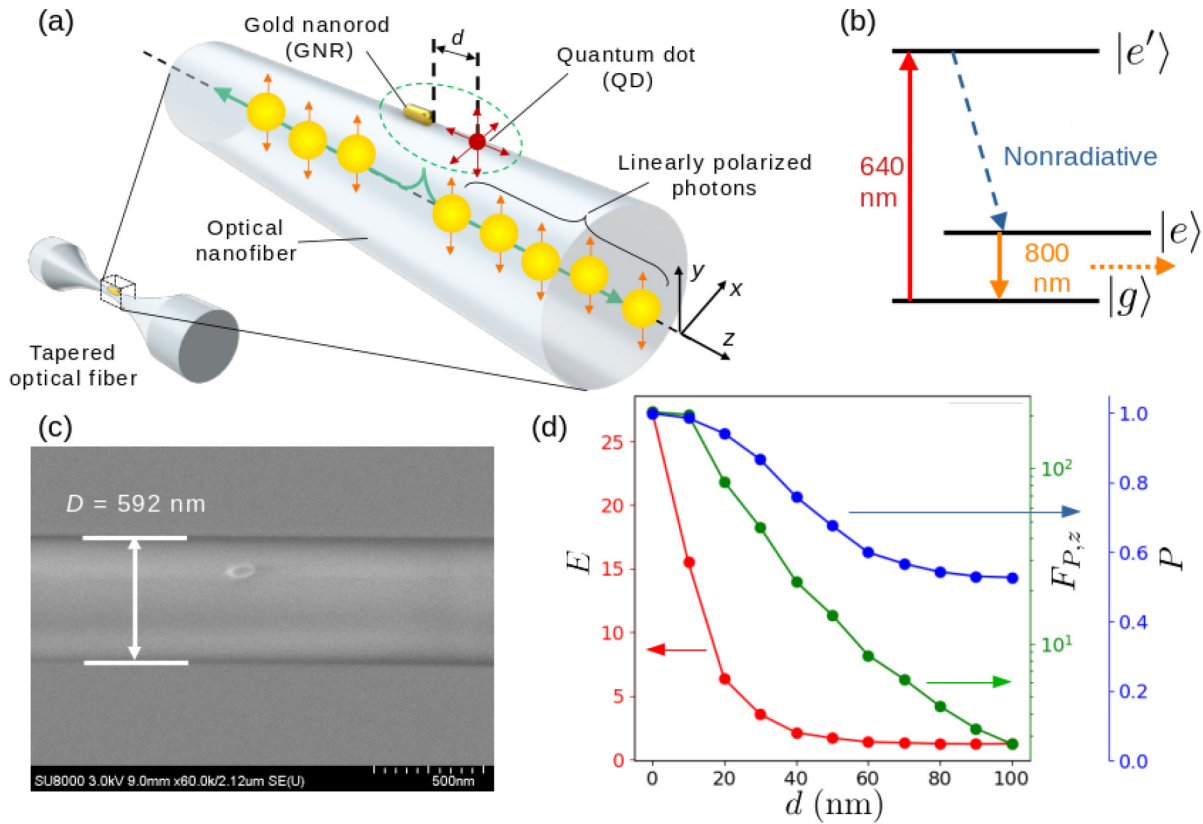 (a)
Gold nanorod
(GNR)
d
Quantum dot
(QD)
Linearly polarized
photons
Optical
nanofiber
y
x
z
Tapered
optical fiber
(b)
|e′⟩
640
nm
Nonradiative
|e⟩
800
nm
|g⟩
(c)
D = 592 nm
SU8000 3.0kV 9.0mm x60.0k/2.12um SE(U)
500nm
(d)
E
25
20
15
10
5
0
0 20 40 60 80 100
d (nm)
F_{P,z}
10²
10¹
P
1.0
0.8
0.6
0.4
0.2
0.0